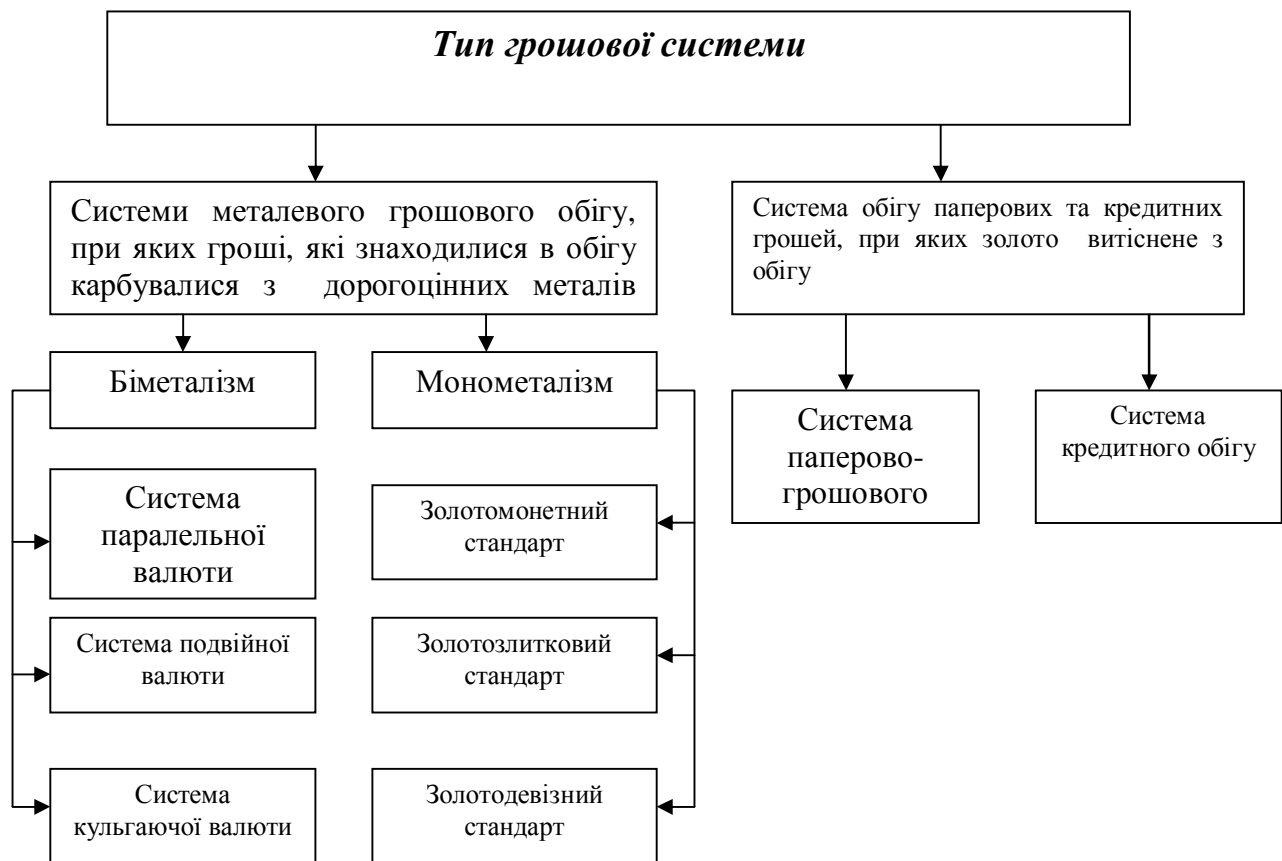 Тип грошової системи
Системи металевого грошового обігу,
при яких гроші, які знаходилися в обігу
карбувалися з дорогоцінних металів
Система обігу паперових та кредитних
грошей, при яких золото витіснене з
обігу
Біметалізм
Монометалізм
Система
паперово-
грошового
Система
кредитного обігу
Система
паралельної
валюти
Золотомонетний
стандарт
Система подвійної
валюти
Золотозлитковий
стандарт
Система
кульгаючої валюти
Золотодевізний
стандарт